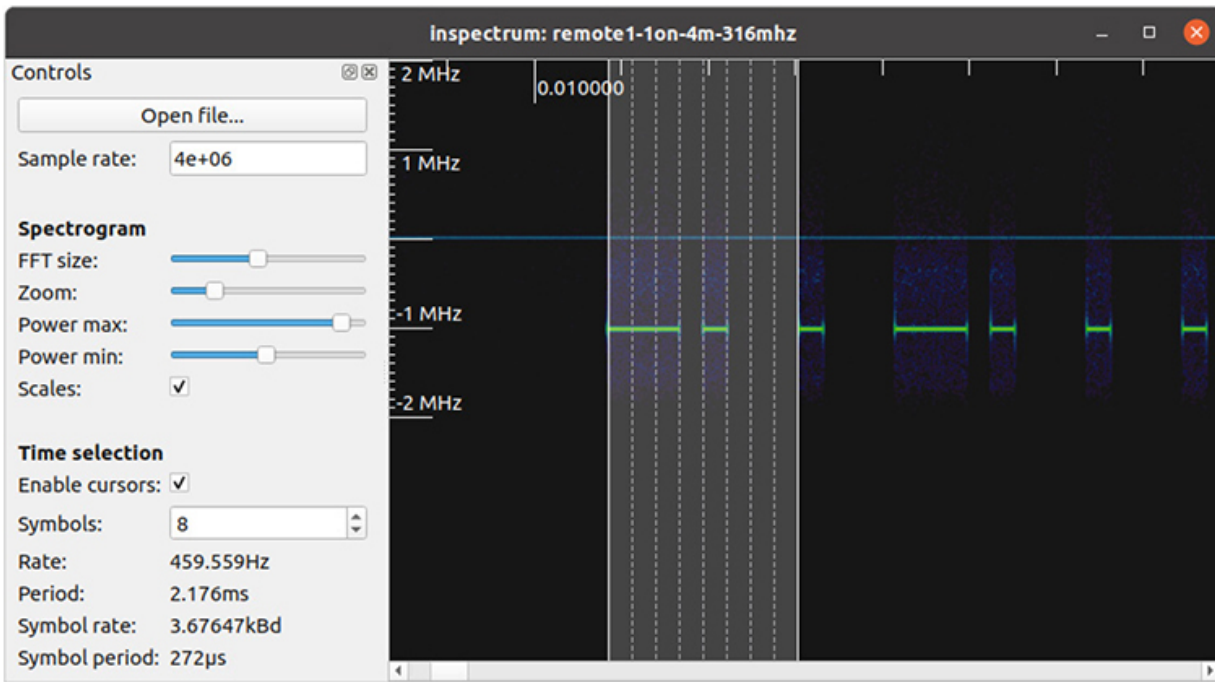 inspectrum: remote1-1on-4m-316mhz
Controls
Open file...
Sample rate: 4e+06
Spectrogram
FFT size:
Zoom:
Power max:
Power min:
Scales:
Time selection
Enable cursors:
Symbols: 8
Rate: 459.559Hz
Period: 2.176ms
Symbol rate: 3.67647kBd
Symbol period: 272µs
2 MHz
0.010000
1 MHz
-1 MHz
-2 MHz